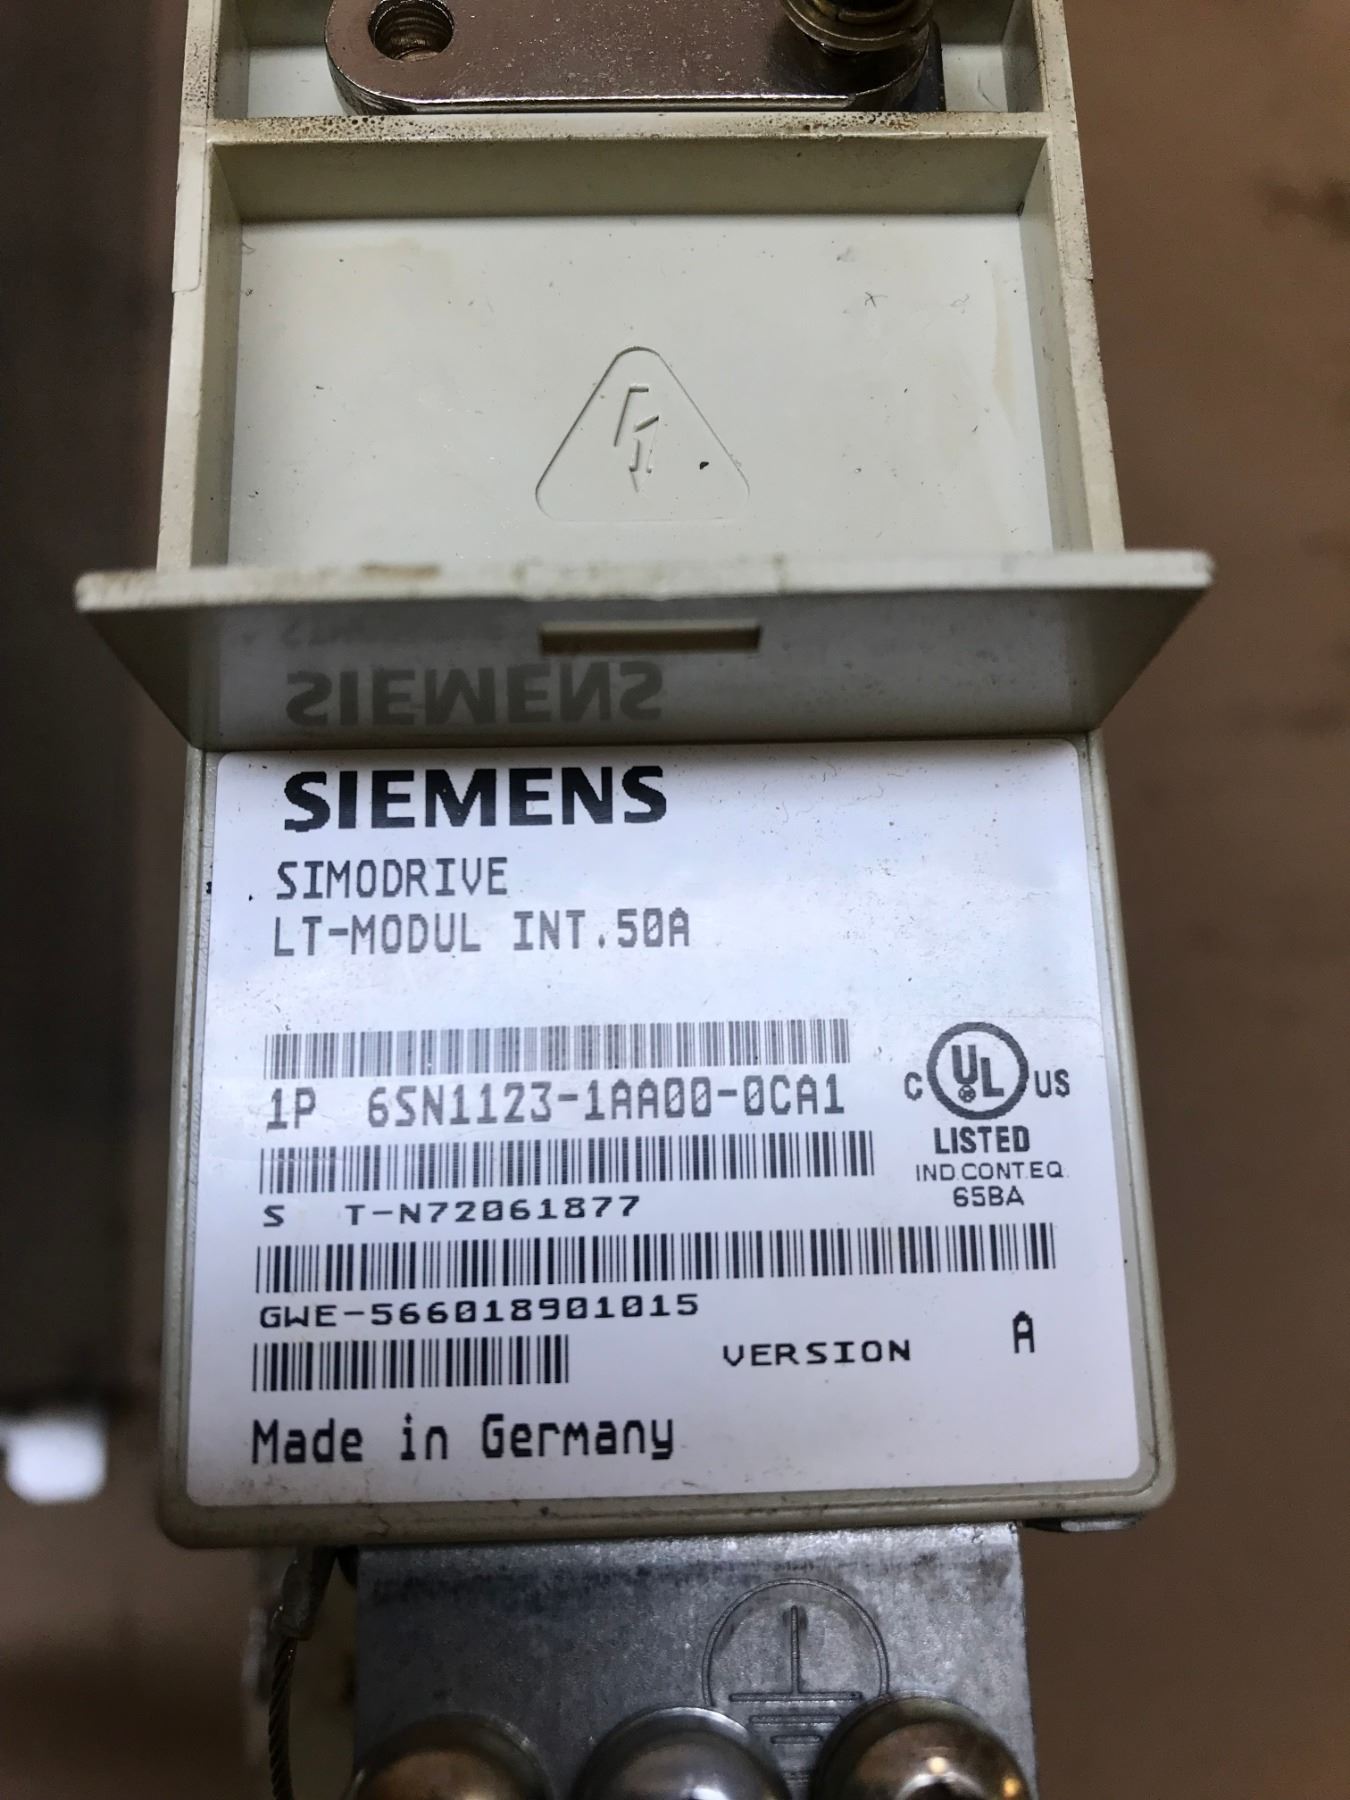 SIEMENS
SIMODRIVE
LT-MODUL INT.50A
1P 6SN1123-1AA00-0CA1
C UL US
LISTED
IND.CONT.EQ.
65BA
S T-N72061877
GWE-566018901015
VERSION A
Made in Germany